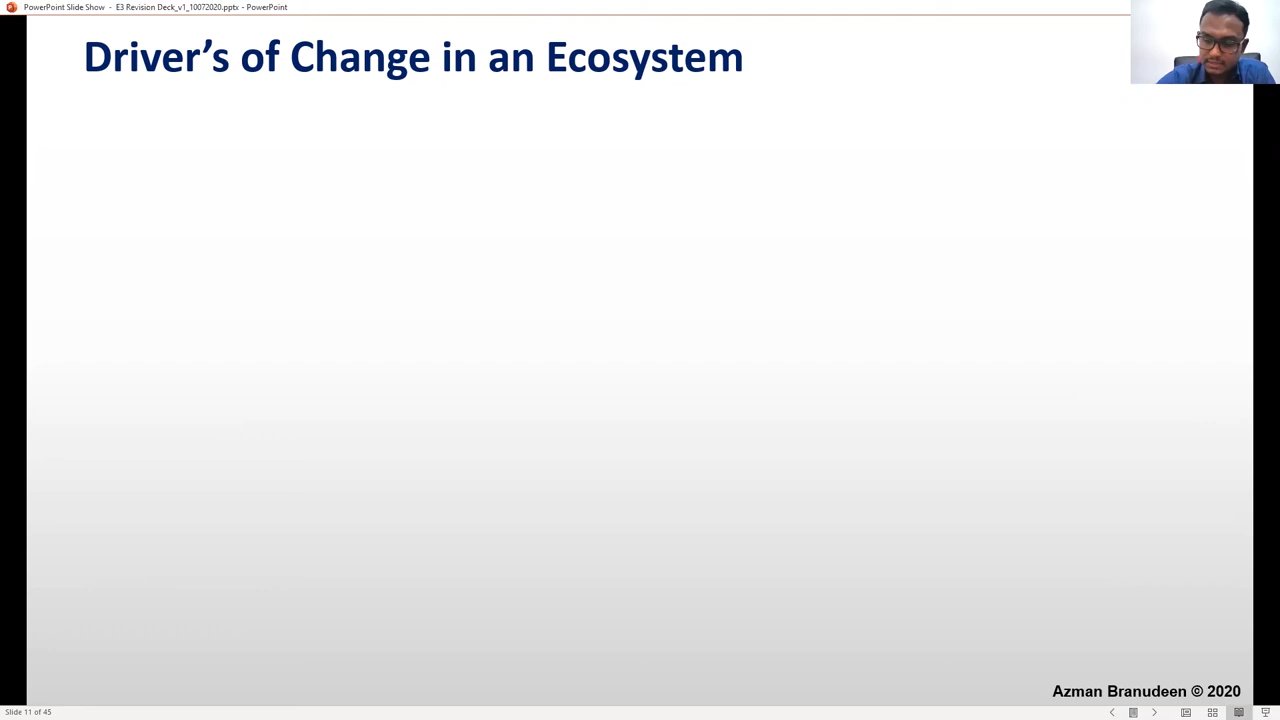 PowerPoint Slide Show - E3 Revision Deck_v1_10072020.pptx - PowerPoint
Driver’s of Change in an Ecosystem
Azman Branudeen © 2020
Slide 11 of 45